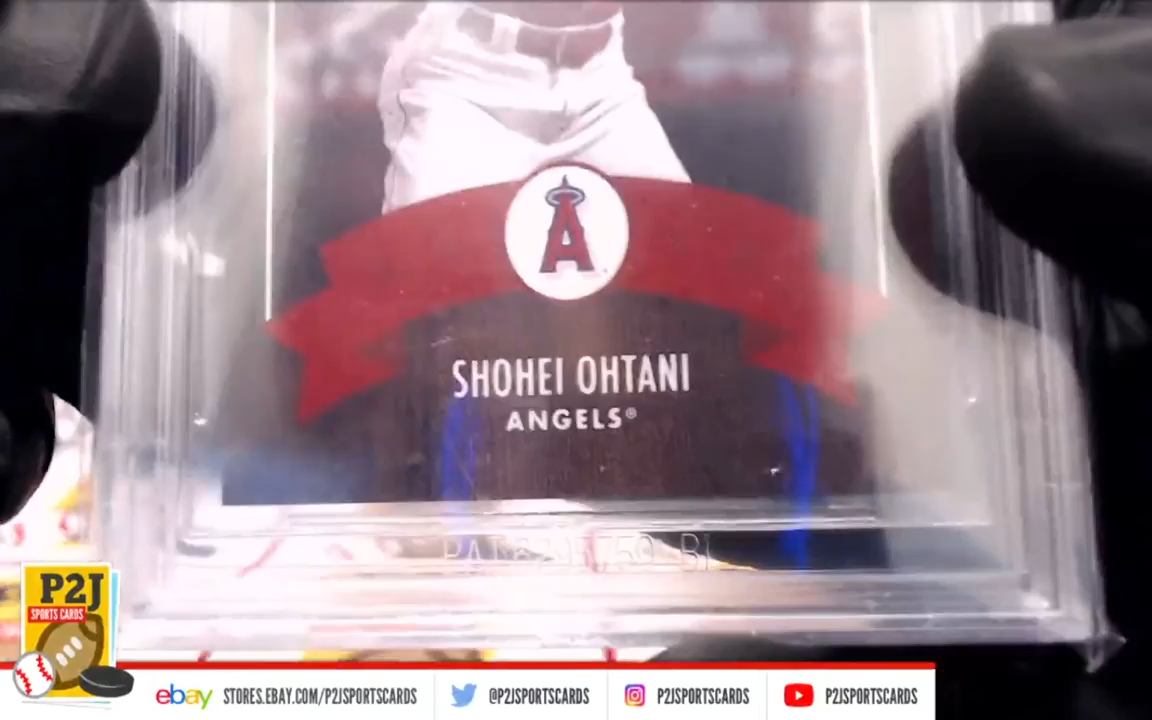 A
SHOHEI OHTANI
ANGELS®
P2J
SPORTS CARDS
ebay STORES.EBAY.COM/P2JSPORTSCARDS @P2JSPORTSCARDS P2JSPORTSCARDS P2JSPORTSCARDS